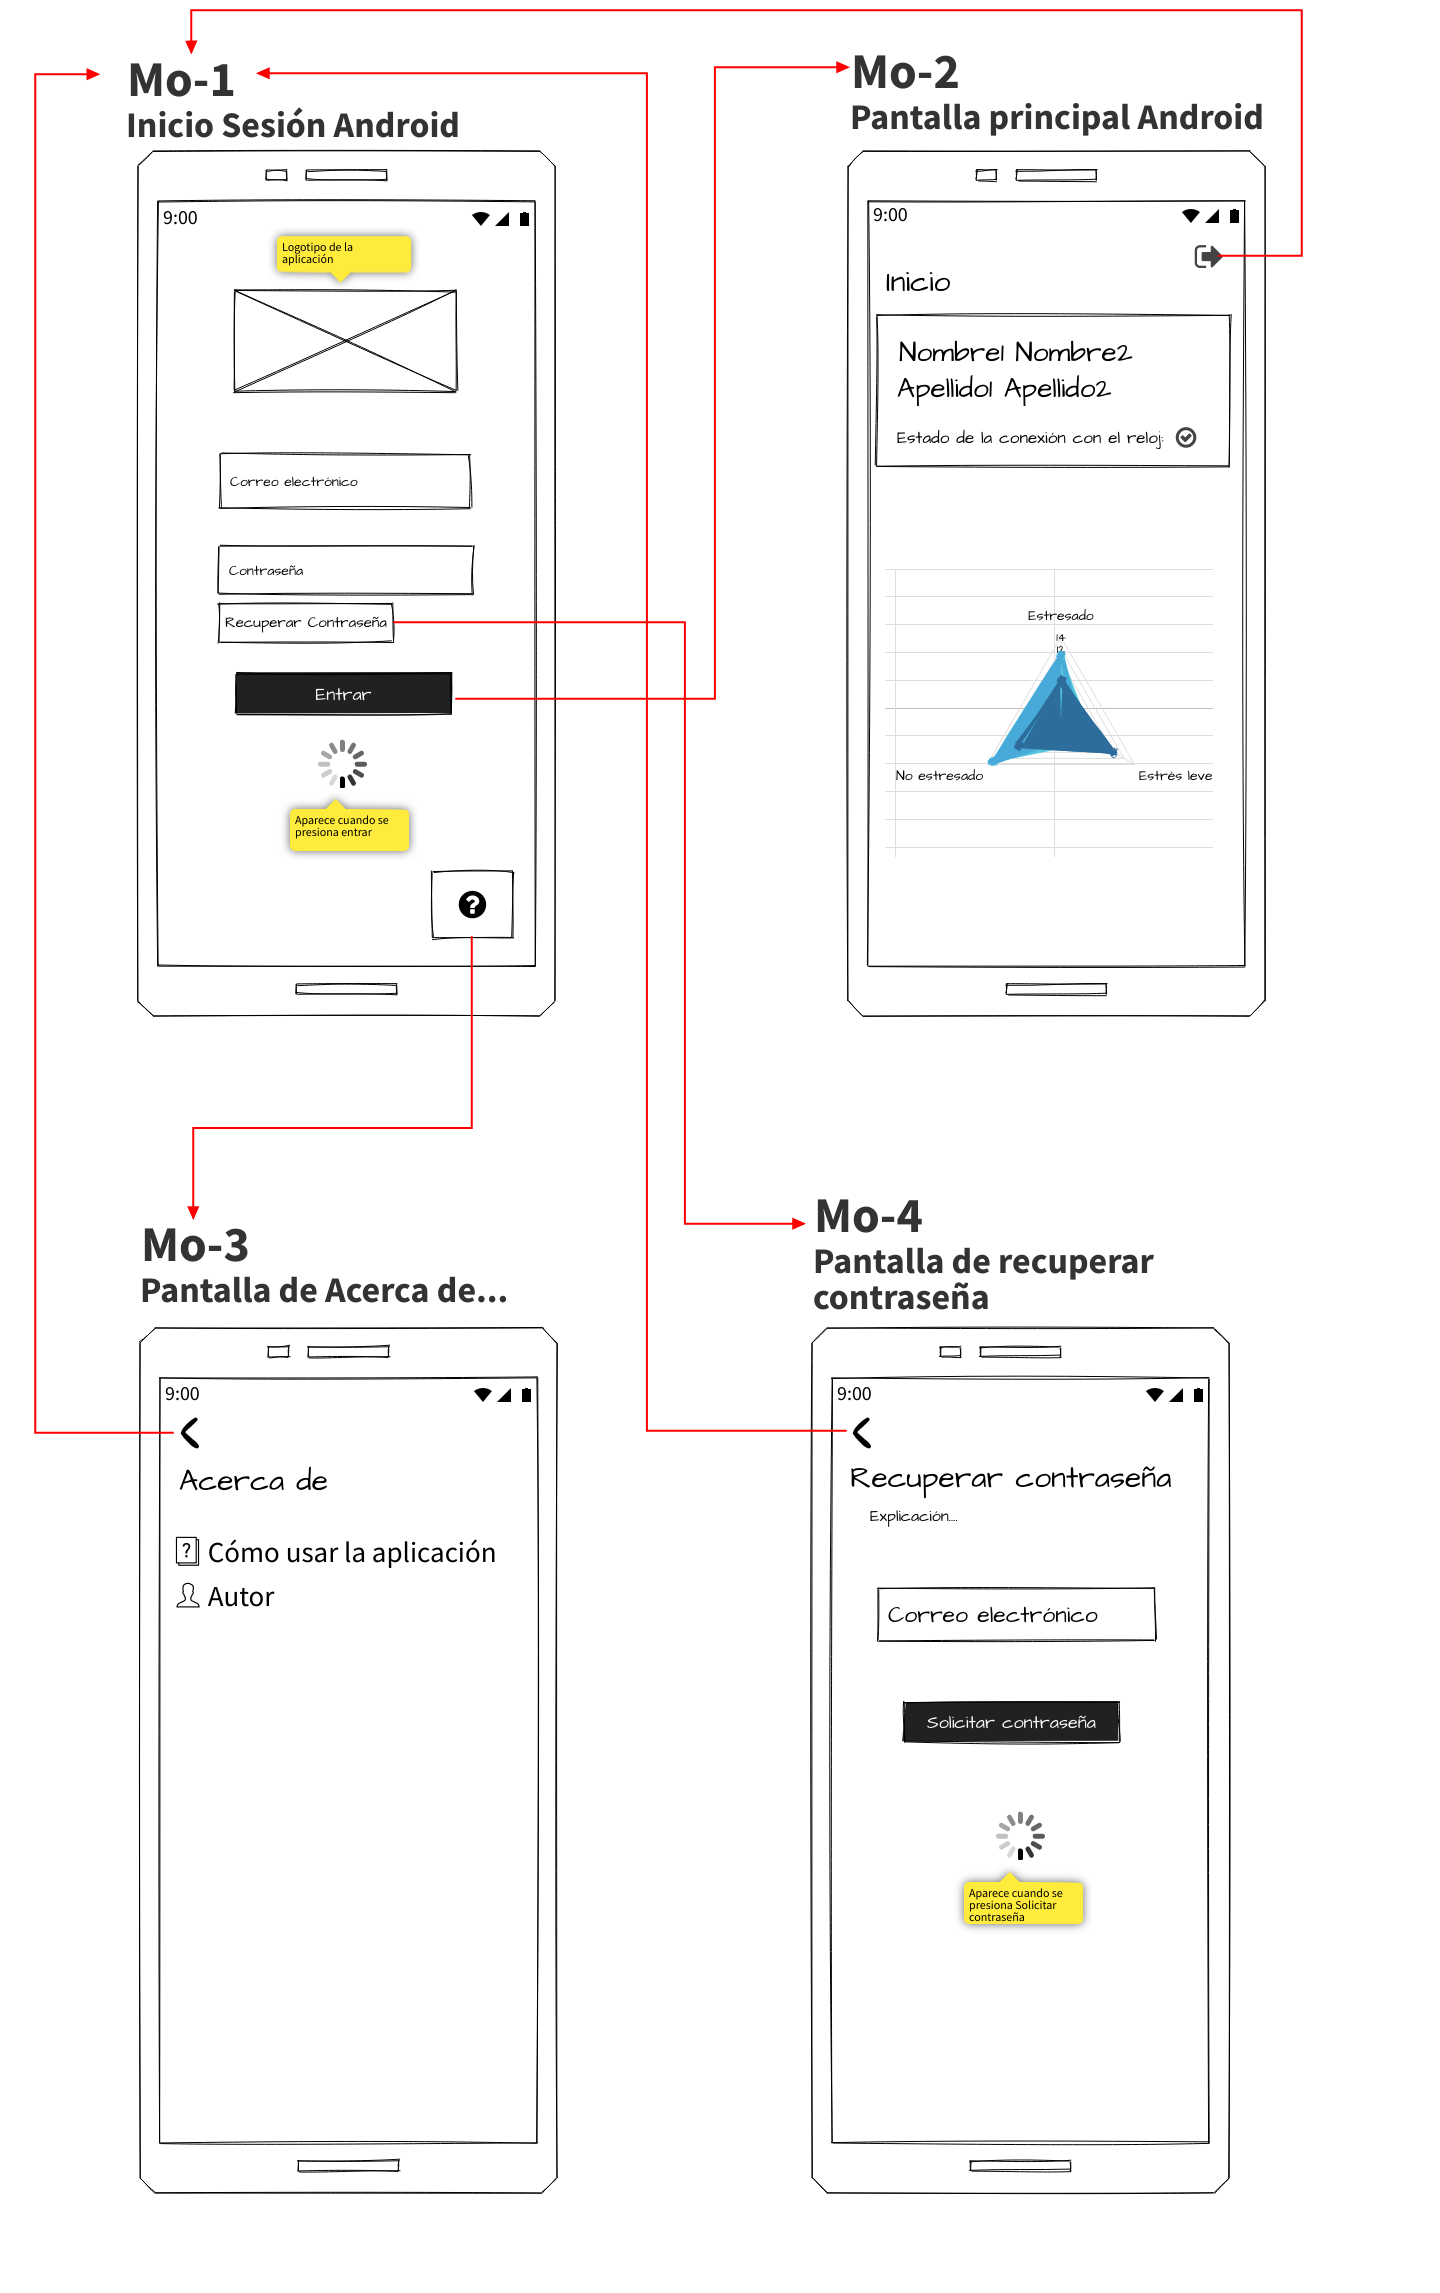 Mo-1
Inicio Sesión Android
9:00
Logotipo de la
aplicación
Correo electrónico
Contraseña
Recuperar Contraseña
Entrar
Aparece cuando se
presiona entrar
Mo-2
Pantalla principal Android
9:00
Inicio
Nombre1 Nombre2
Apellido1 Apellido2
Estado de la conexión con el reloj:
Estresado
14
12
No estresado
Estrés leve
Mo-3
Pantalla de Acerca de...
9:00
Acerca de
Cómo usar la aplicación
Autor
Mo-4
Pantalla de recuperar
contraseña
9:00
Recuperar contraseña
Explicación....
Correo electrónico
Solicitar contraseña
Aparece cuando se
presiona Solicitar
contraseña